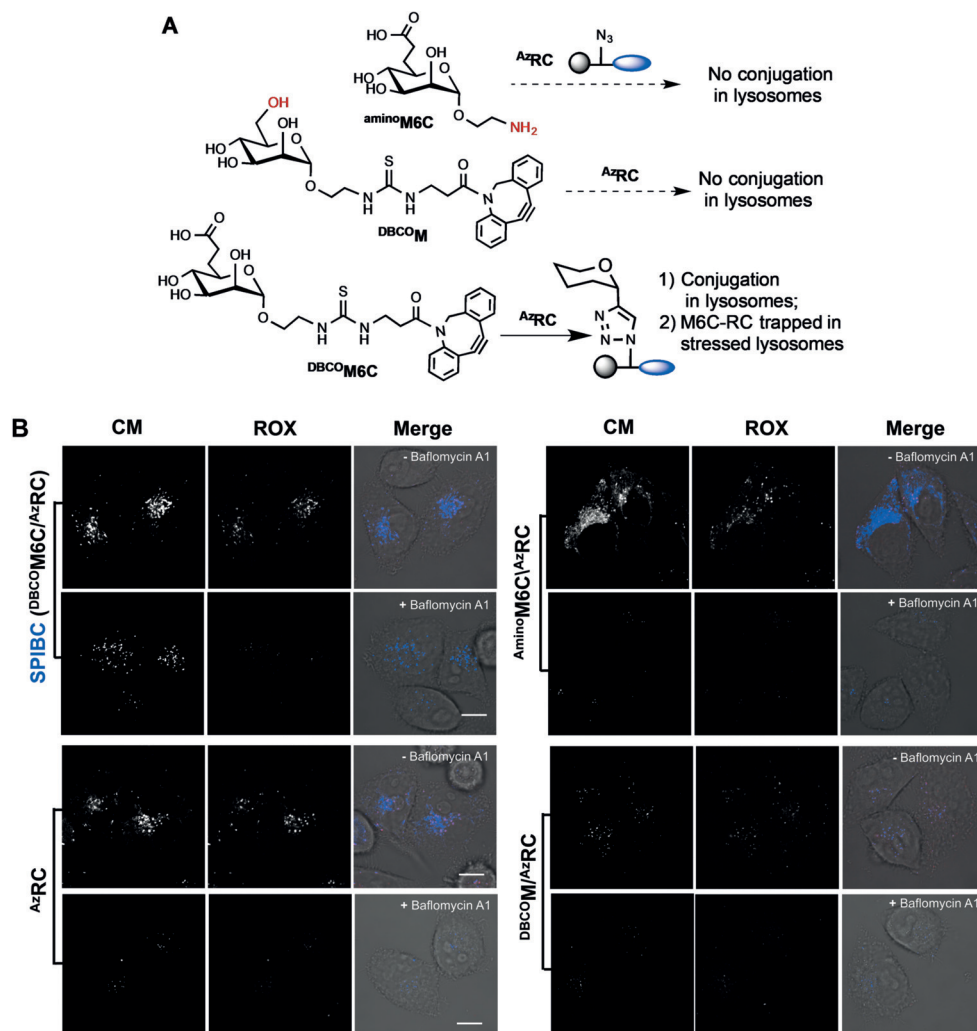 A
HO
O
HO
HO
OH
O
O
NH₂
aminoM6C
AzRC
N₃
No conjugation
in lysosomes
OH
OH
HO
HO
O
O
N
H
S
N
H
O
N
DBCOM
AzRC
No conjugation
in lysosomes
O
HO
OH
HO
HO
O
O
N
H
S
N
H
O
N
DBCOM6C
AzRC
O
N
N
N
1) Conjugation
in lysosomes;
2) M6C-RC trapped in
stressed lysosomes
B
CM ROX Merge
SPIBC (DBCOM6C/AzRC)
- Baflomycin A1
+ Baflomycin A1
AzRC
- Baflomycin A1
+ Baflomycin A1
CM ROX Merge
AminoM6C\AzRC
- Baflomycin A1
+ Baflomycin A1
DBCOM/AzRC
- Baflomycin A1
+ Baflomycin A1